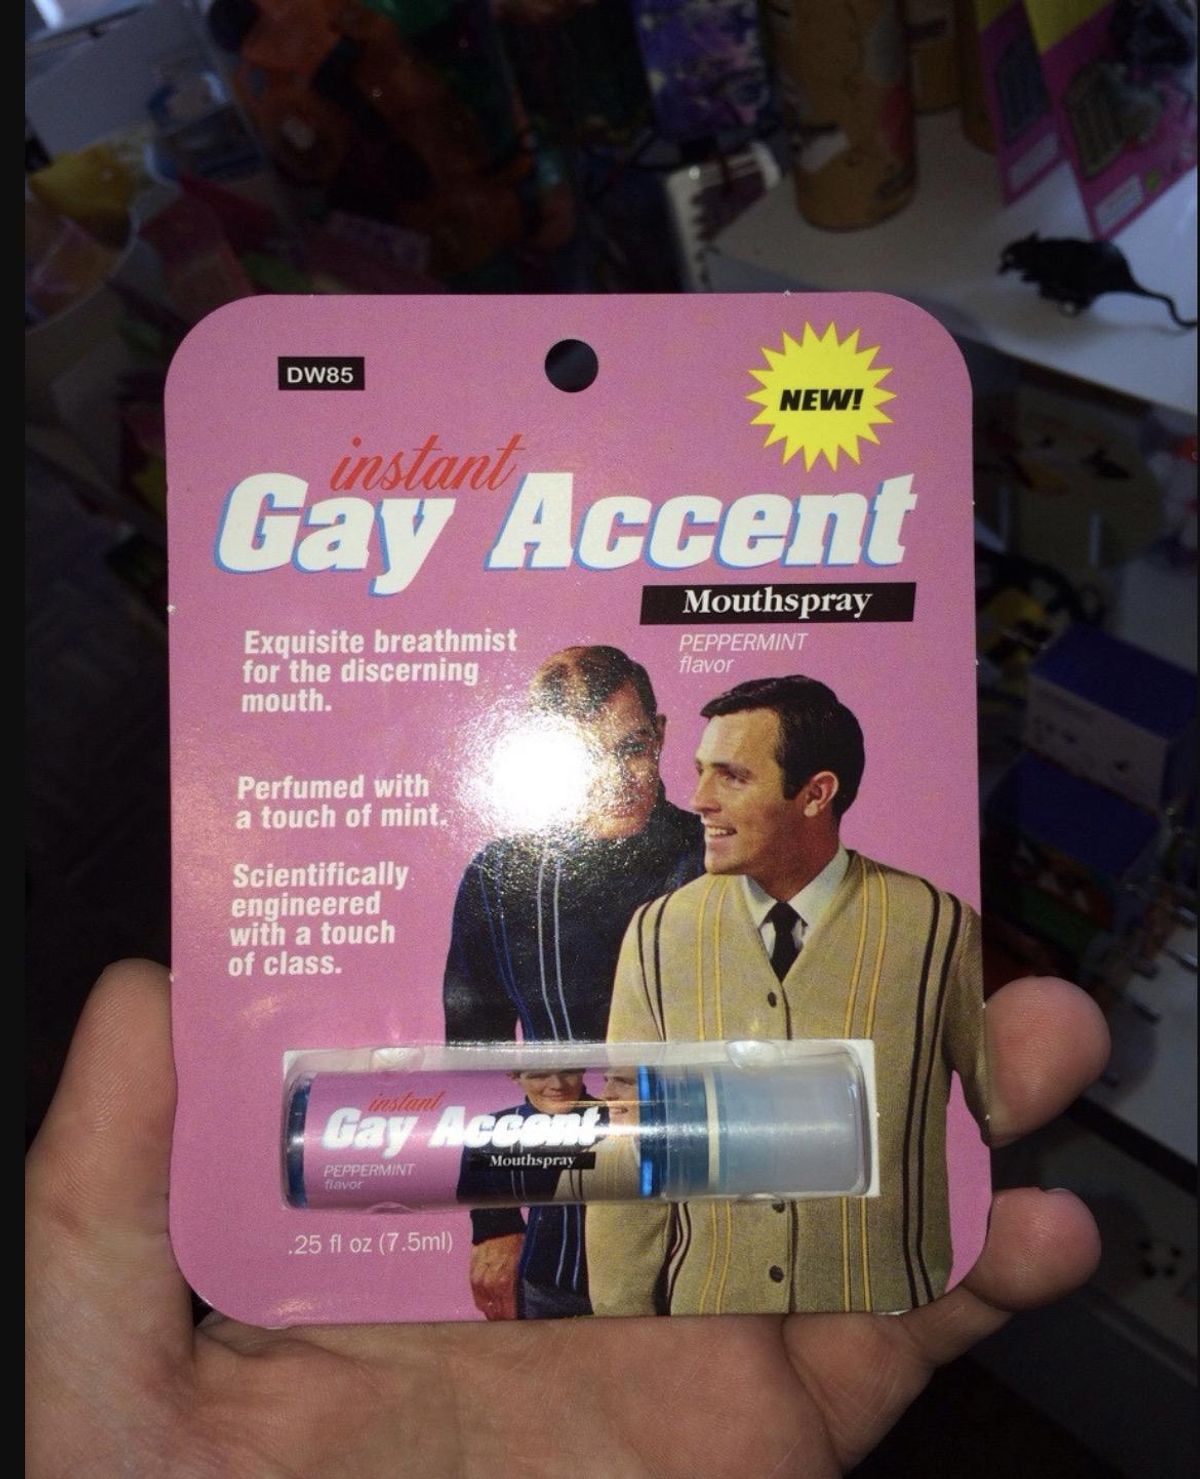 DW85
NEW!
instant
Gay Accent
Mouthspray
PEPPERMINT
flavor
Exquisite breathmist
for the discerning
mouth.
Perfumed with
a touch of mint.
Scientifically
engineered
with a touch
of class.
instant
Gay Accent
Mouthspray
PEPPERMINT
flavor
.25 fl oz (7.5ml)